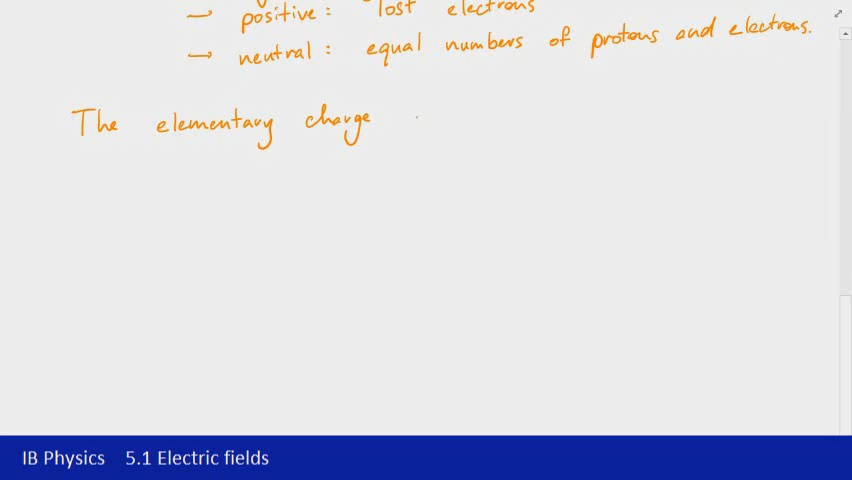 → positive: lost electrons
→ neutral: equal numbers of protons and electrons.
The elementary charge
IB Physics 5.1 Electric fields